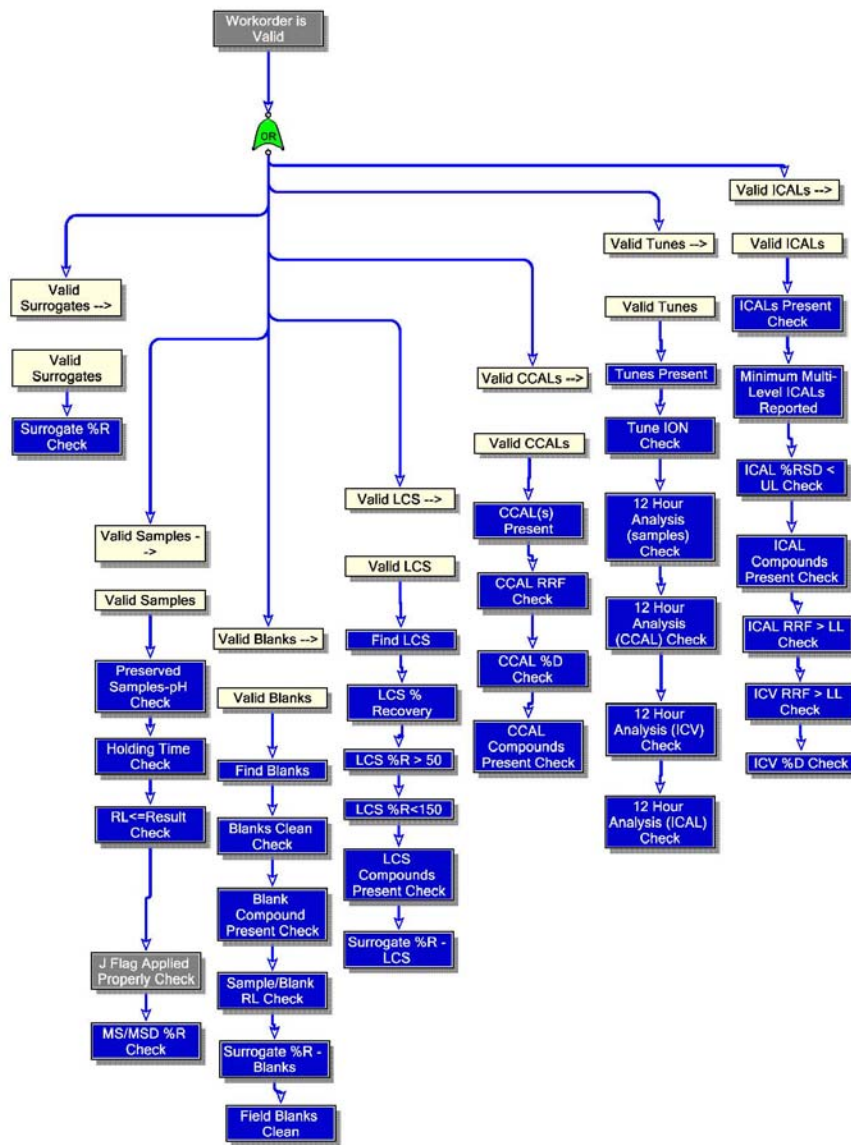 Workorder is
Valid
OR
Valid ICALs -->
Valid Tunes -->
Valid ICALs
Valid
Surrogates -->
Valid Tunes
ICALs Present
Check
Valid
Surrogates
Valid CCALs -->
Tunes Present
Minimum Multi-
Level ICALs
Reported
Surrogate %R
Check
Tune ION
Check
Valid CCALs
ICAL %RSD <
UL Check
Valid LCS -->
CCAL(s)
Present
12 Hour
Analysis
(samples)
Check
Valid Samples -
->
ICAL
Compounds
Present Check
Valid LCS
CCAL RRF
Check
Valid Samples
12 Hour
Analysis
(CCAL) Check
Valid Blanks -->
Find LCS
ICAL RRF > LL
Check
Preserved
Samples-pH
Check
CCAL %D
Check
Valid Blanks
LCS %
Recovery
ICV RRF > LL
Check
Holding Time
Check
CCAL
Compounds
Present Check
12 Hour
Analysis (ICV)
Check
Find Blanks
LCS %R > 50
ICV %D Check
RL<=Result
Check
LCS %R<150
12 Hour
Analysis (ICAL)
Check
Blanks Clean
Check
LCS
Compounds
Present Check
Blank
Compound
Present Check
Surrogate %R -
LCS
J Flag Applied
Properly Check
Sample/Blank
RL Check
MS/MSD %R
Check
Surrogate %R -
Blanks
Field Blanks
Clean